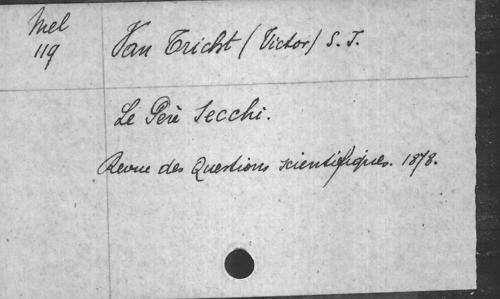 Mel
119
Van Tricht (Victor) S. J.
Le Père Secchi.
Revue des Questions scientifiques. 1878.